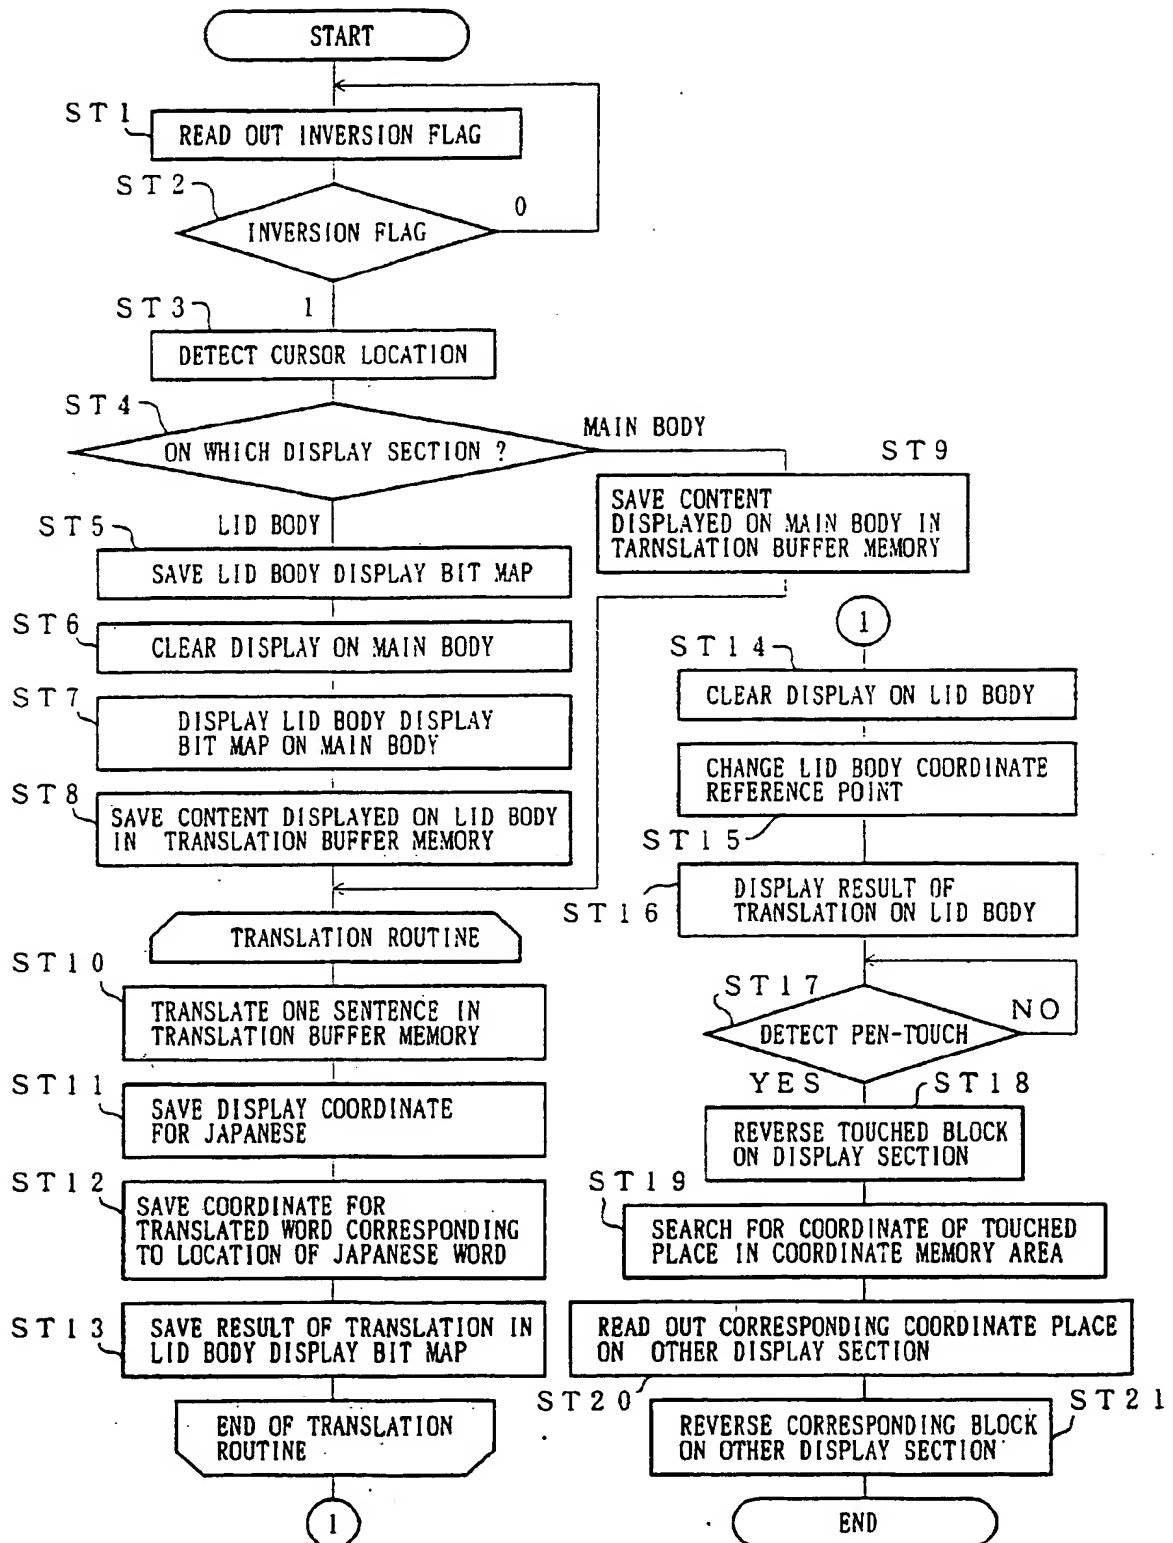 START
ST1
READ OUT INVERSION FLAG
ST2
0
INVERSION FLAG
ST3
1
DETECT CURSOR LOCATION
ST4
MAIN BODY
ON WHICH DISPLAY SECTION ?
ST9
SAVE CONTENT
DISPLAYED ON MAIN BODY IN
TARNSLATION BUFFER MEMORY
ST5
LID BODY
SAVE LID BODY DISPLAY BIT MAP
ST6
CLEAR DISPLAY ON MAIN BODY
ST7
DISPLAY LID BODY DISPLAY
BIT MAP ON MAIN BODY
ST8
SAVE CONTENT DISPLAYED ON LID BODY
IN TRANSLATION BUFFER MEMORY
TRANSLATION ROUTINE
ST10
TRANSLATE ONE SENTENCE IN
TRANSLATION BUFFER MEMORY
ST11
SAVE DISPLAY COORDINATE
FOR JAPANESE
ST12
SAVE COORDINATE FOR
TRANSLATED WORD CORRESPONDING
TO LOCATION OF JAPANESE WORD
ST13
SAVE RESULT OF TRANSLATION IN
LID BODY DISPLAY BIT MAP
END OF TRANSLATION
ROUTINE
1
1
ST14
CLEAR DISPLAY ON LID BODY
CHANGE LID BODY COORDINATE
REFERENCE POINT
ST15
DISPLAY RESULT OF
TRANSLATION ON LID BODY
ST16
ST17
NO
DETECT PEN-TOUCH
YES
ST18
REVERSE TOUCHED BLOCK
ON DISPLAY SECTION
ST19
SEARCH FOR COORDINATE OF TOUCHED
PLACE IN COORDINATE MEMORY AREA
READ OUT CORRESPONDING COORDINATE PLACE
ON OTHER DISPLAY SECTION
ST20
ST21
REVERSE CORRESPONDING BLOCK
ON OTHER DISPLAY SECTION
END